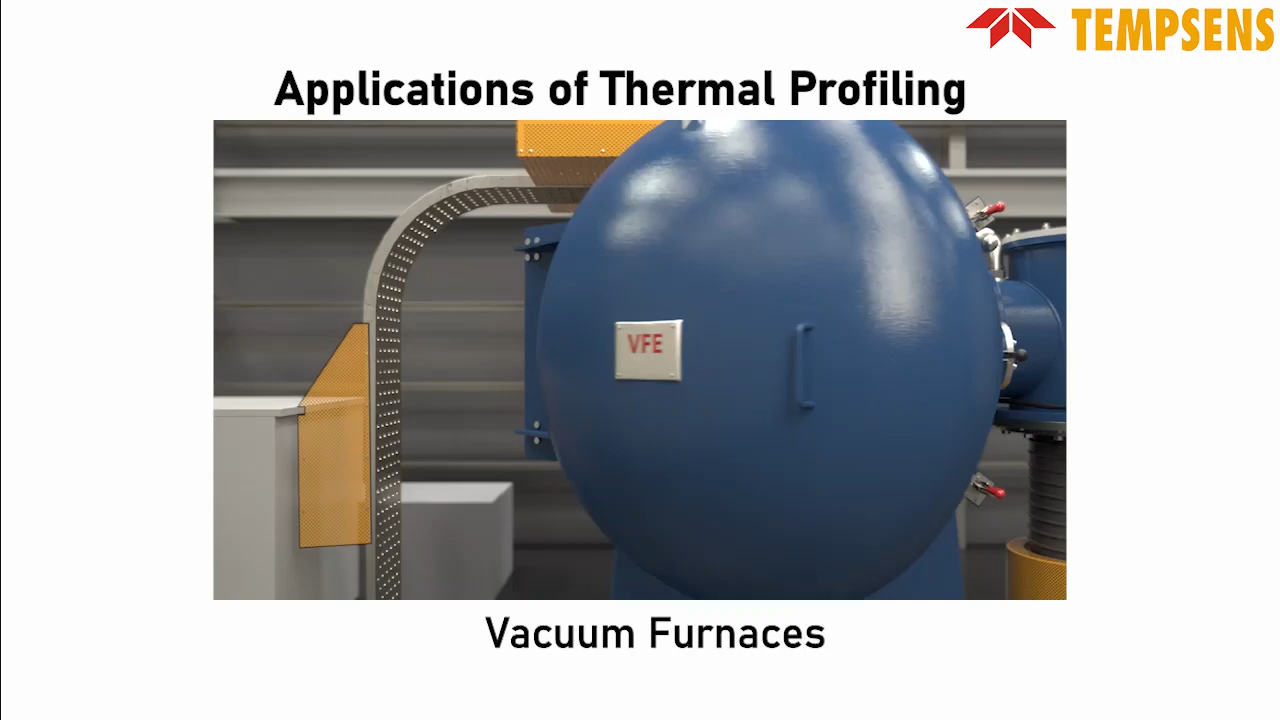 TEMPSENS
Applications of Thermal Profiling
VFE
Vacuum Furnaces